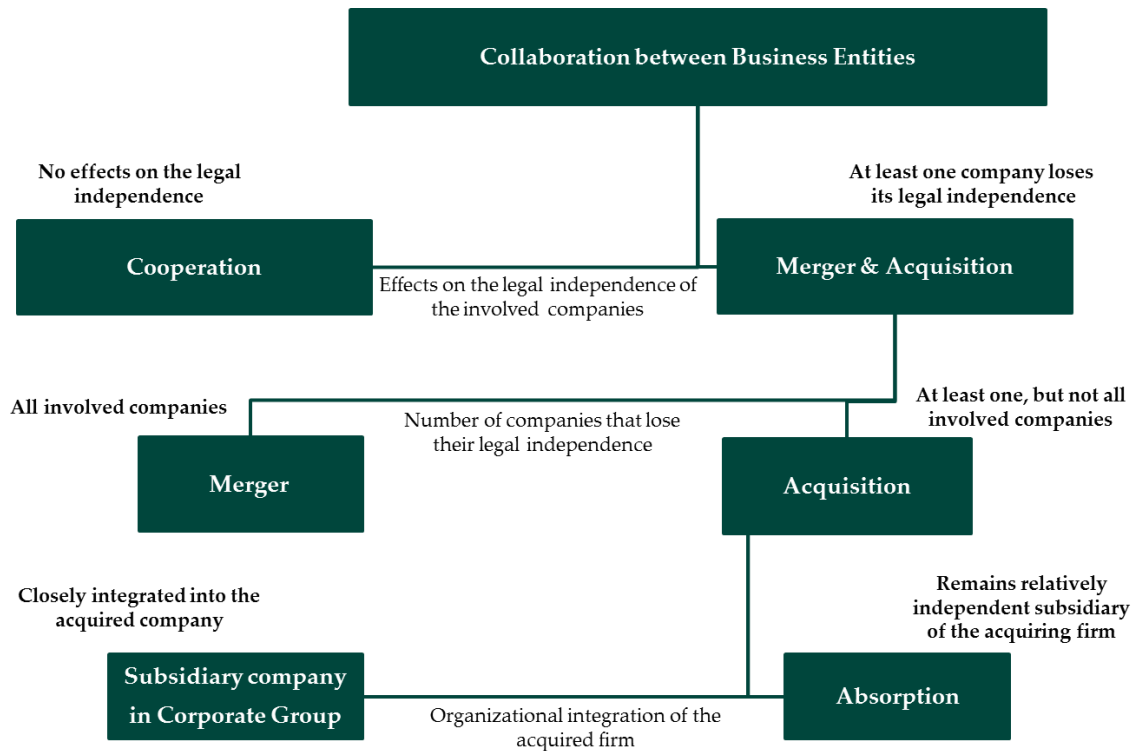 Collaboration between Business Entities
No effects on the legal
independence
At least one company loses
its legal independence
Cooperation
Merger & Acquisition
Effects on the legal independence of
the involved companies
All involved companies
At least one, but not all
involved companies
Number of companies that lose
their legal independence
Merger
Acquisition
Closely integrated into the
acquired company
Remains relatively
independent subsidiary
of the acquiring firm
Subsidiary company
in Corporate Group
Absorption
Organizational integration of the
acquired firm